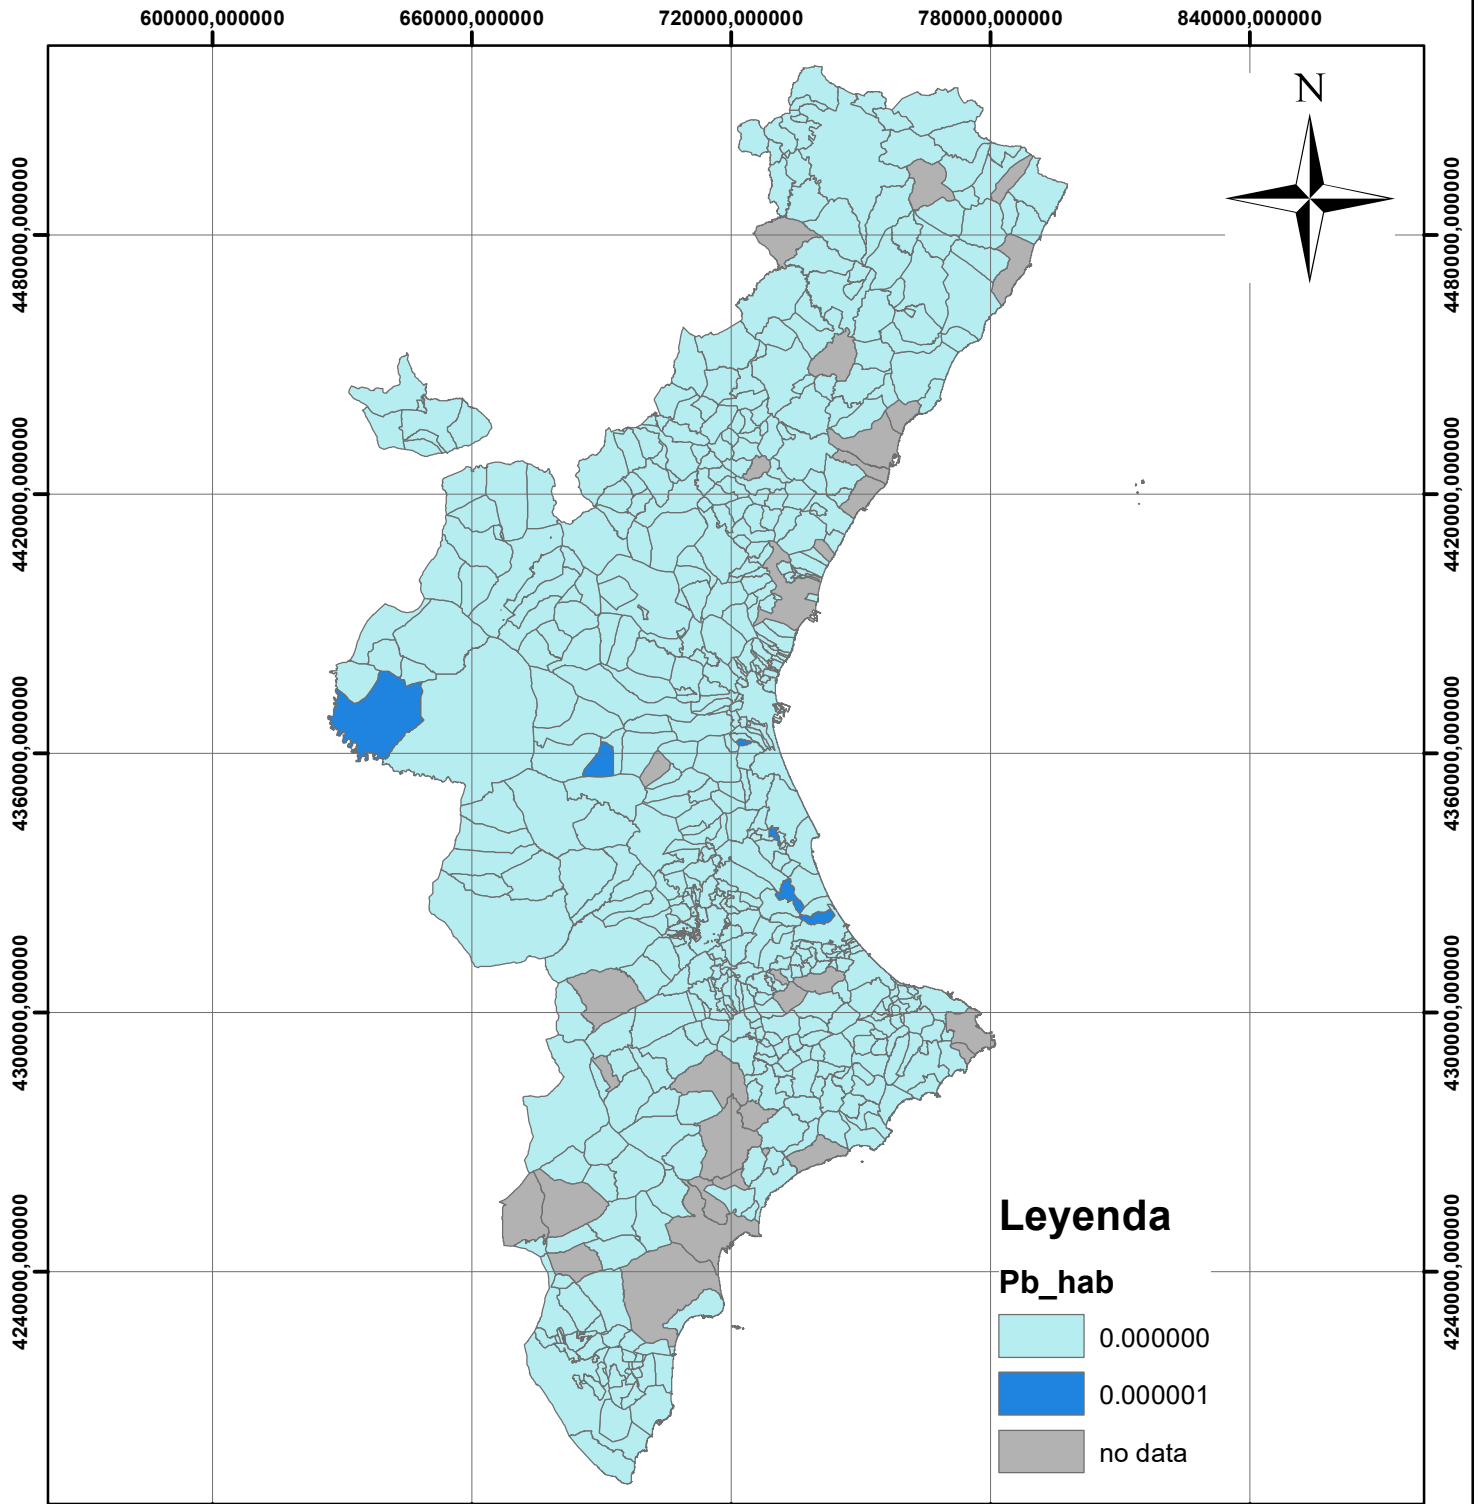 600000,000000 660000,000000 720000,000000 780000,000000 840000,000000
N
4480000,000000 4480000,000000
4420000,000000 4420000,000000
4360000,000000 4360000,000000
4300000,000000 4300000,000000
4240000,000000 4240000,000000
Leyenda
Pb_hab
0.000000
0.000001
no data